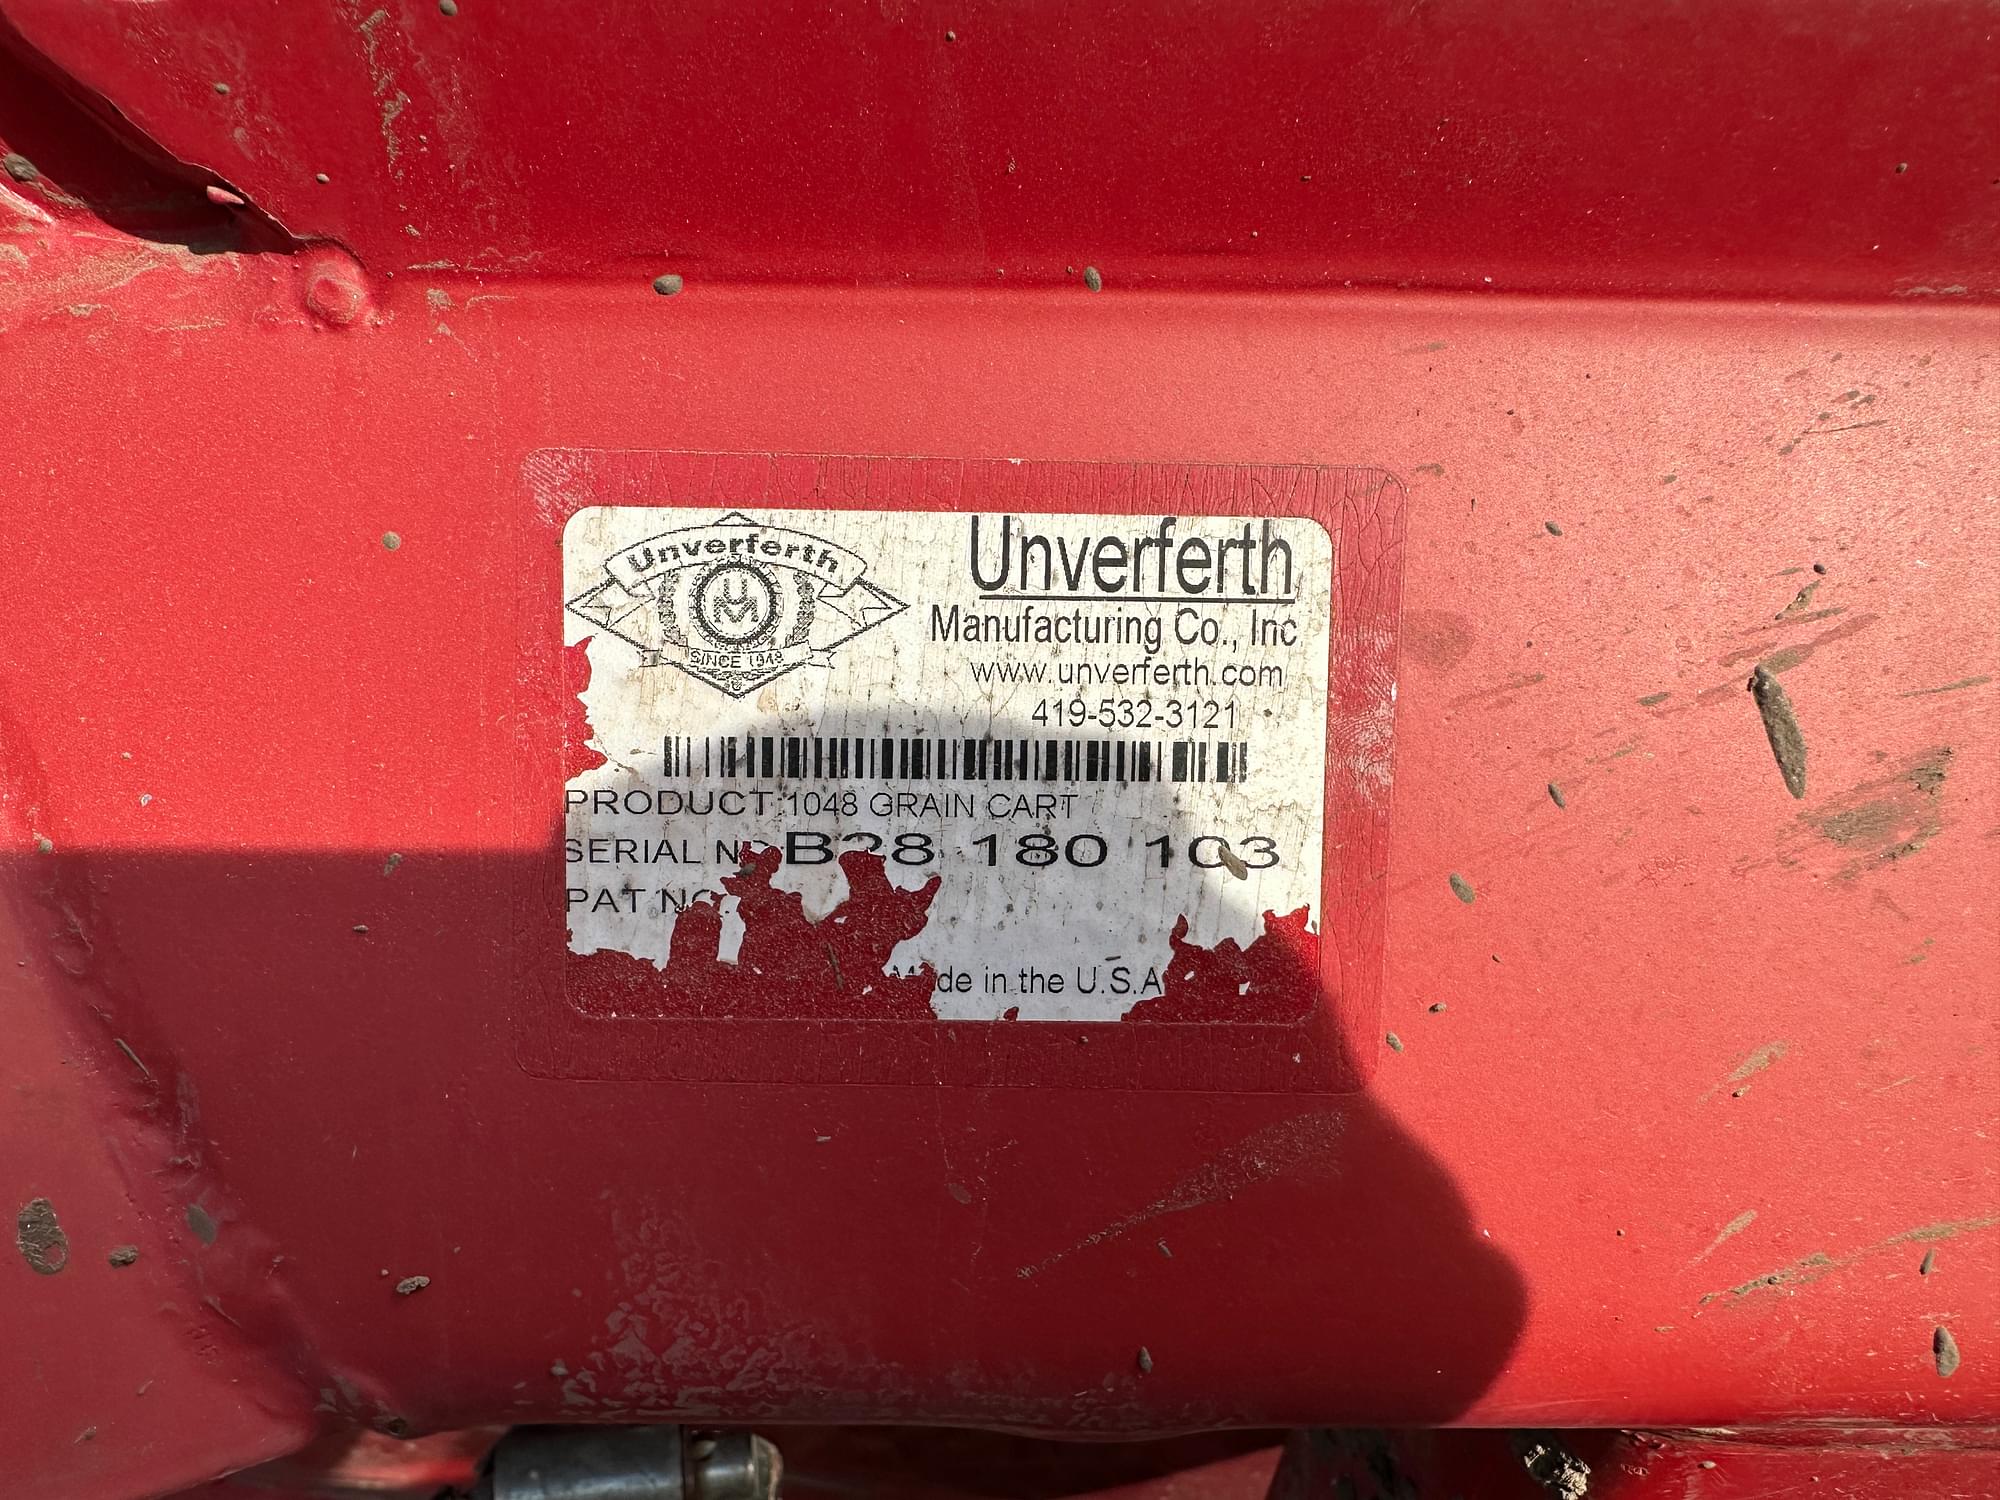 Unverferth
UM
SINCE 1948
Unverferth
Manufacturing Co., Inc
www.unverferth.com
419-532-3121
PRODUCT: 1048 GRAIN CART
SERIAL NO. B28 180 103
PAT NO.
Made in the U.S.A